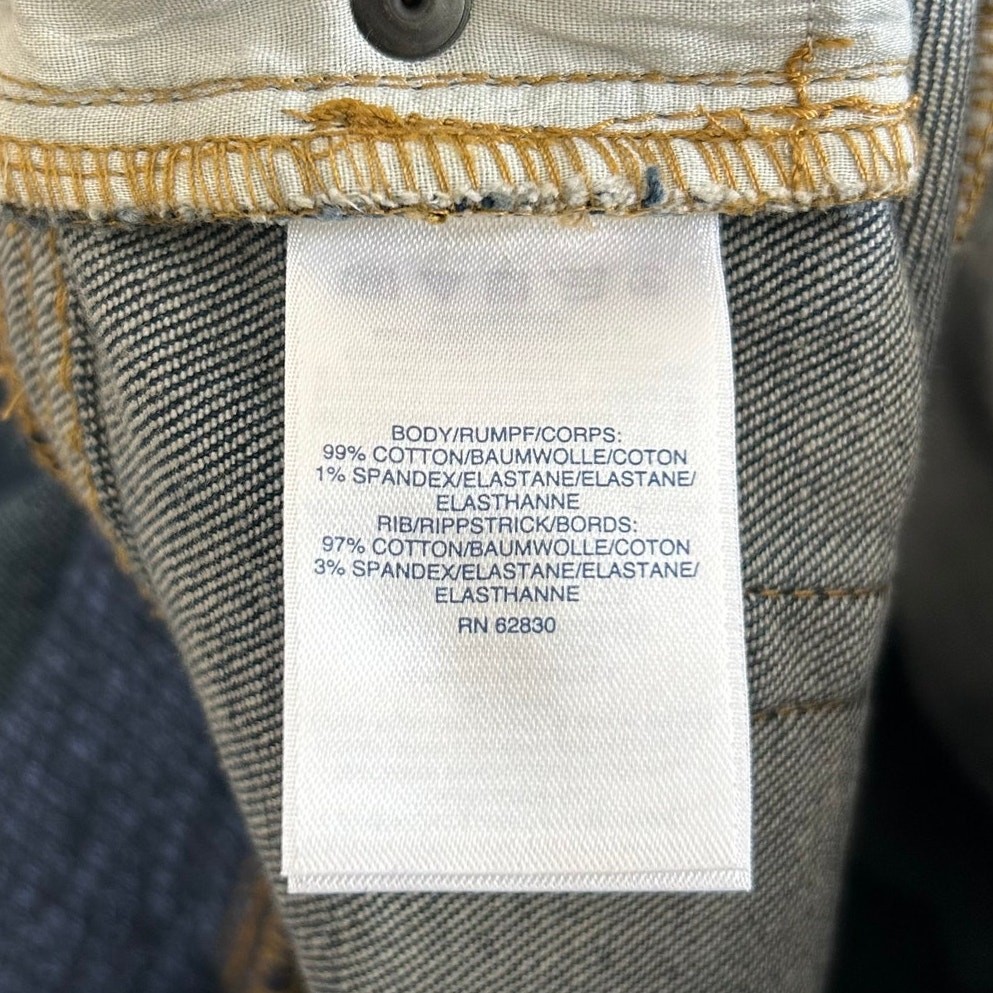 BODY/RUMPF/CORPS:
99% COTTON/BAUMWOLLE/COTON
1% SPANDEX/ELASTANE/ELASTANE/
ELASTHANNE
RIB/RIPPSTRICK/BORDS:
97% COTTON/BAUMWOLLE/COTON
3% SPANDEX/ELASTANE/ELASTANE/
ELASTHANNE
RN 62830